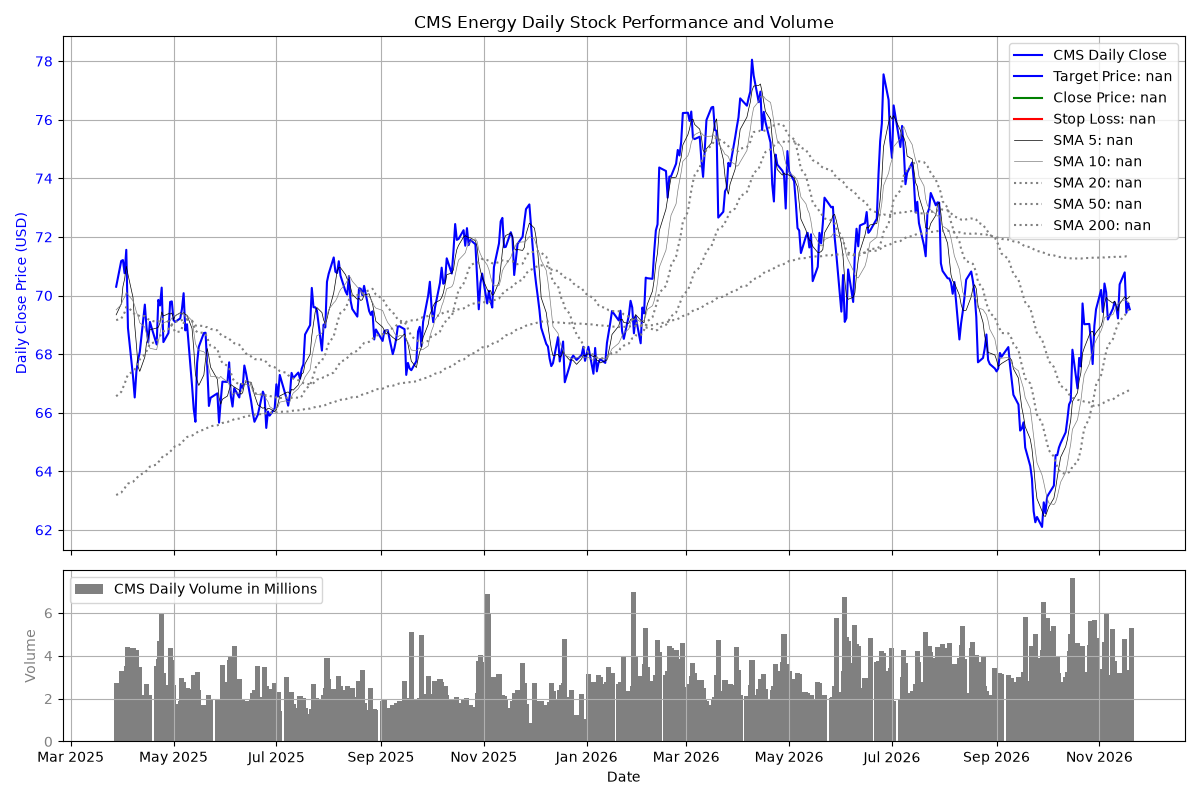 CMS Energy Daily Stock Performance and Volume
Daily Close Price (USD)
78
76
74
72
70
68
66
64
62
CMS Daily Close
Target Price: nan
Close Price: nan
Stop Loss: nan
SMA 5: nan
SMA 10: nan
SMA 20: nan
SMA 50: nan
SMA 200: nan
Volume
6
4
2
0
CMS Daily Volume in Millions
Mar 2025 May 2025 Jul 2025 Sep 2025 Nov 2025 Jan 2026 Mar 2026 May 2026 Jul 2026 Sep 2026 Nov 2026
Date